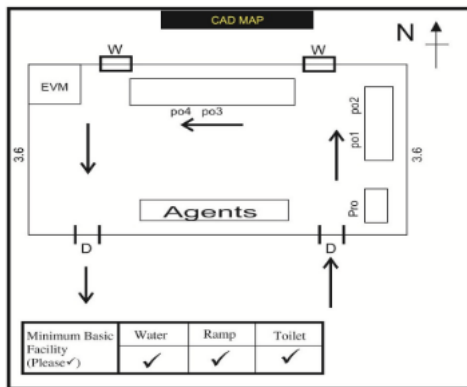 CAD MAP
N
W W
EVM
po4 po3
po2
po1
3.6
3.6
Agents
Pro
D D
Minimum Basic Water Ramp Toilet
Facility
(Please✓) ✓ ✓ ✓